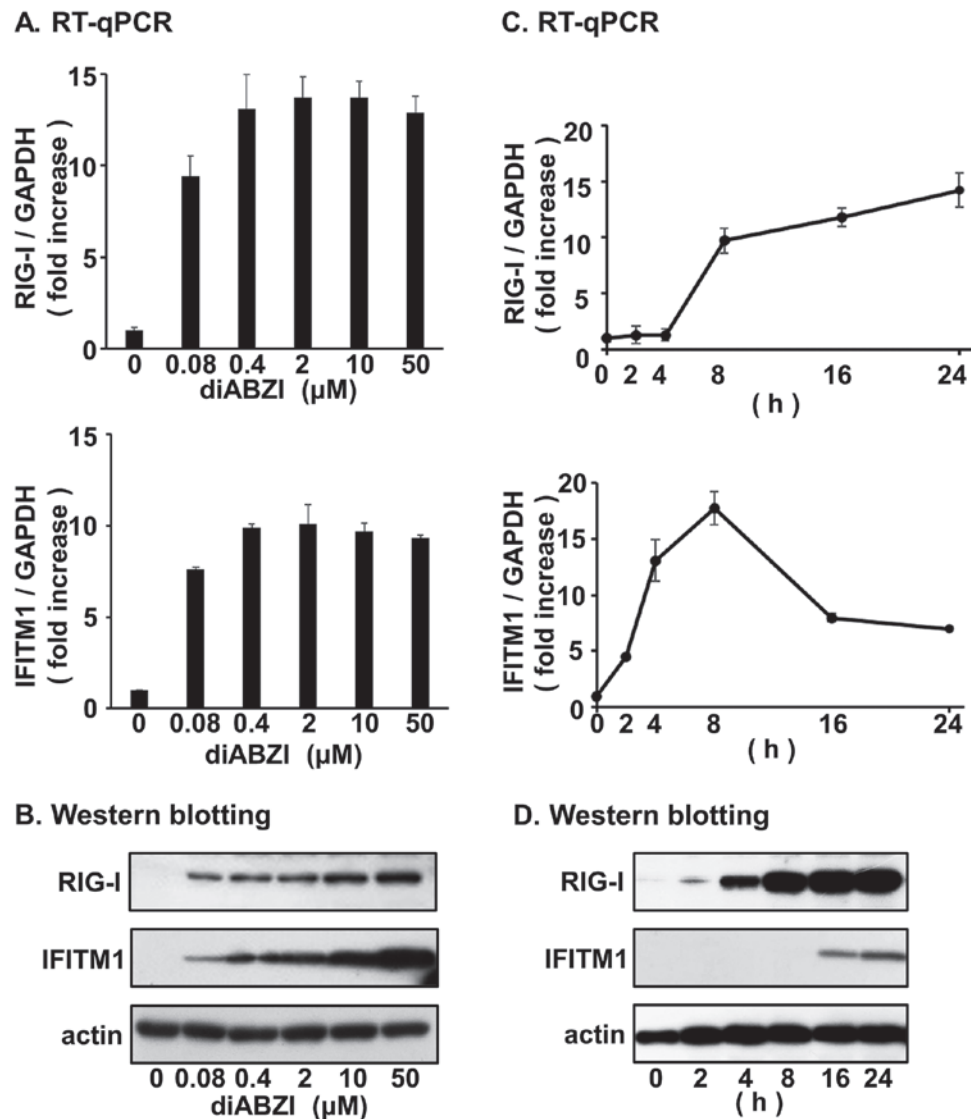 A. RT-qPCR
RIG-I / GAPDH
( fold increase )
15
10
5
0
0 0.08 0.4 2 10 50
diABZI (µM)
IFITM1 / GAPDH
( fold increase )
15
10
5
0
0 0.08 0.4 2 10 50
diABZI (µM)
B. Western blotting
RIG-I
IFITM1
actin
0 0.08 0.4 2 10 50
diABZI (µM)
C. RT-qPCR
RIG-I / GAPDH
( fold increase )
20
15
10
5
0
0 2 4 8 16 24
( h )
IFITM1 / GAPDH
( fold increase )
20
15
10
5
0
0 2 4 8 16 24
( h )
D. Western blotting
RIG-I
IFITM1
actin
0 2 4 8 16 24
( h )